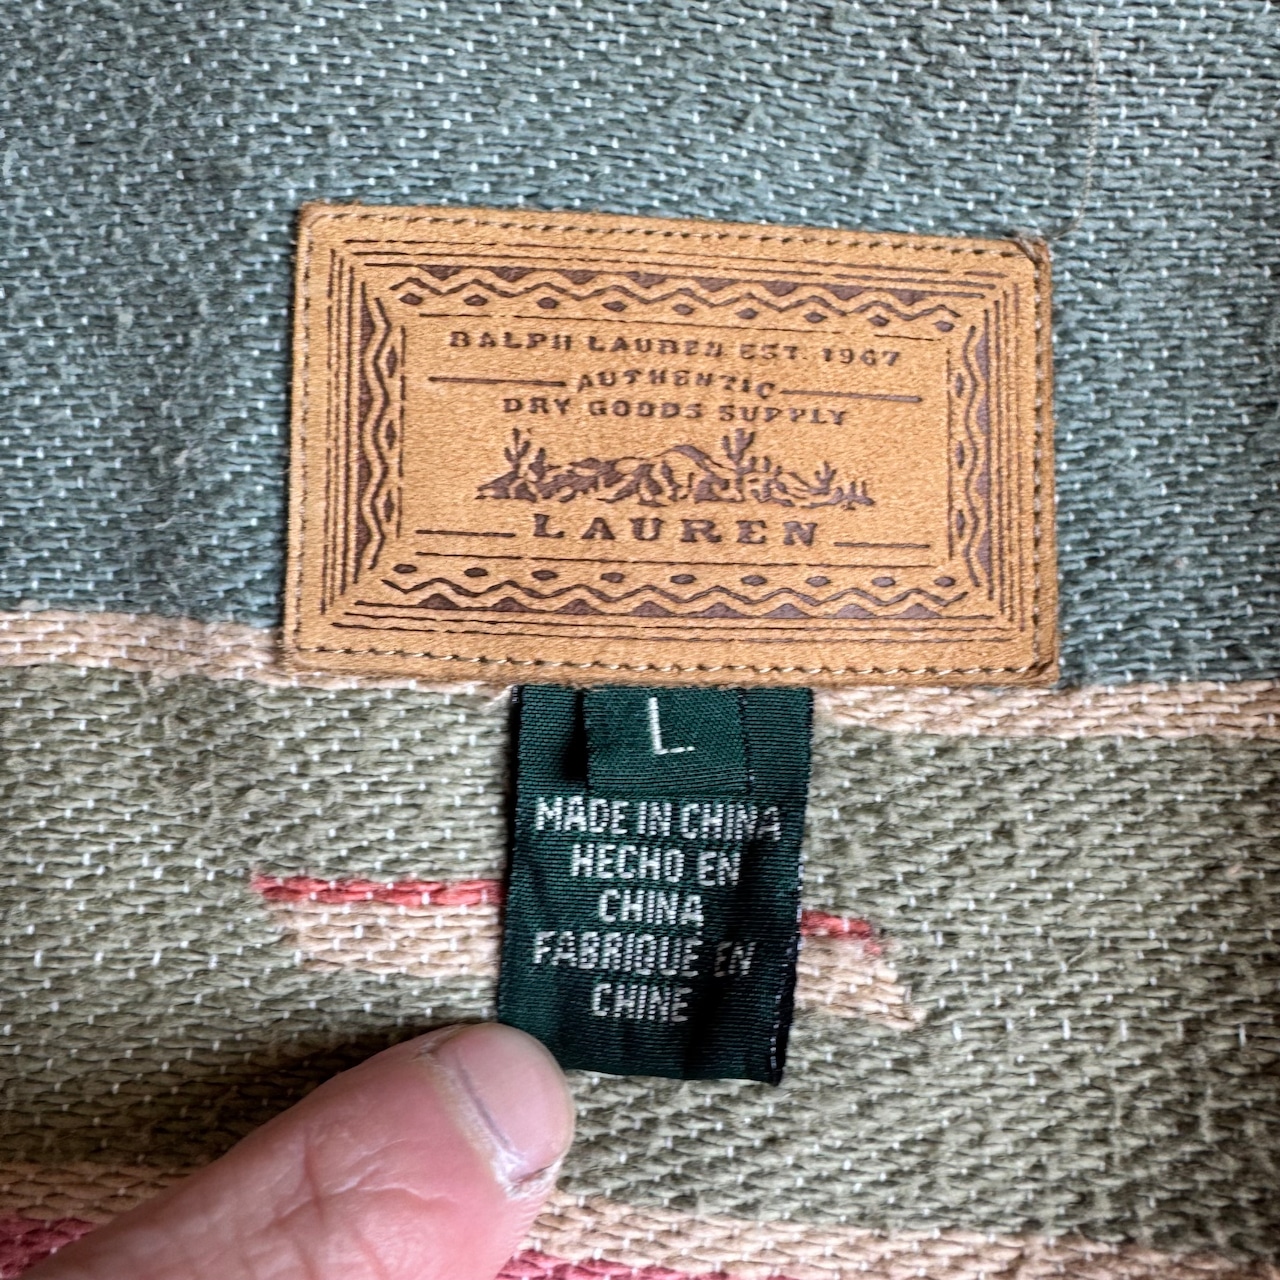 RALPH LAUREN EST. 1967
AUTHENTIC
DRY GOODS SUPPLY
LAUREN
L
MADE IN CHINA
HECHO EN
CHINA
FABRIQUE EN
CHINE